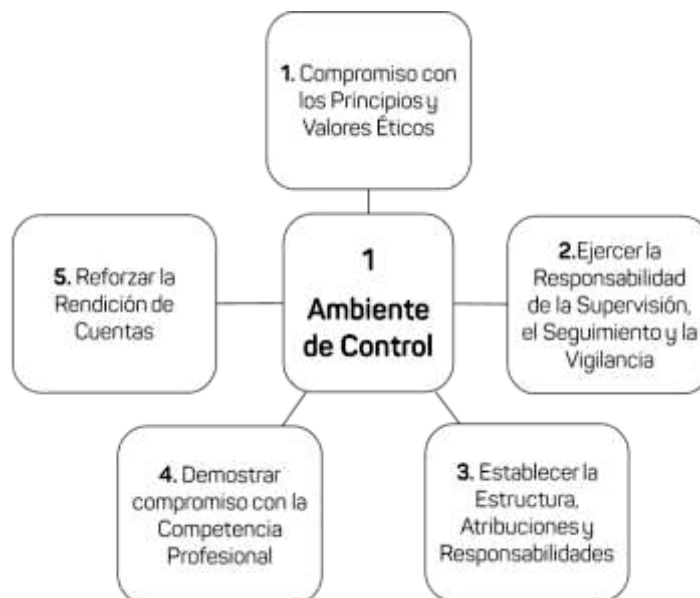 1. Compromiso con
los Principios y
Valores Éticos
1
Ambiente
de Control
2.Ejercer la
Responsabilidad
de la Supervisión,
el Seguimiento y la
Vigilancia
3. Establecer la
Estructura,
Atribuciones y
Responsabilidades
4. Demostrar
compromiso con la
Competencia
Profesional
5. Reforzar la
Rendición de
Cuentas